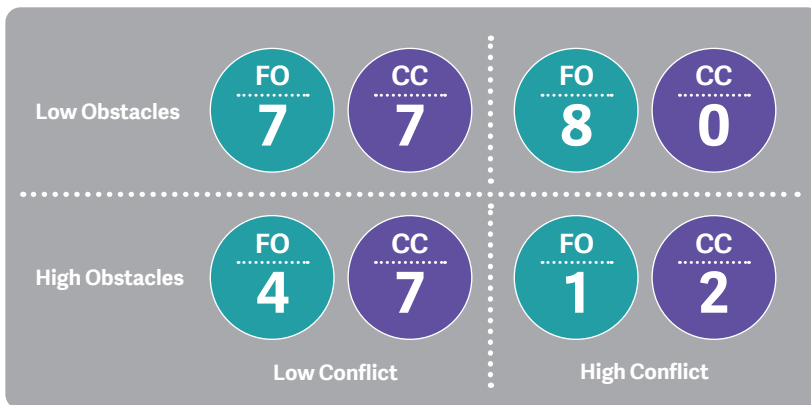 FO CC FO CC
Low Obstacles 7 7 8 0
FO CC FO CC
High Obstacles 4 7 1 2
Low Conflict High Conflict